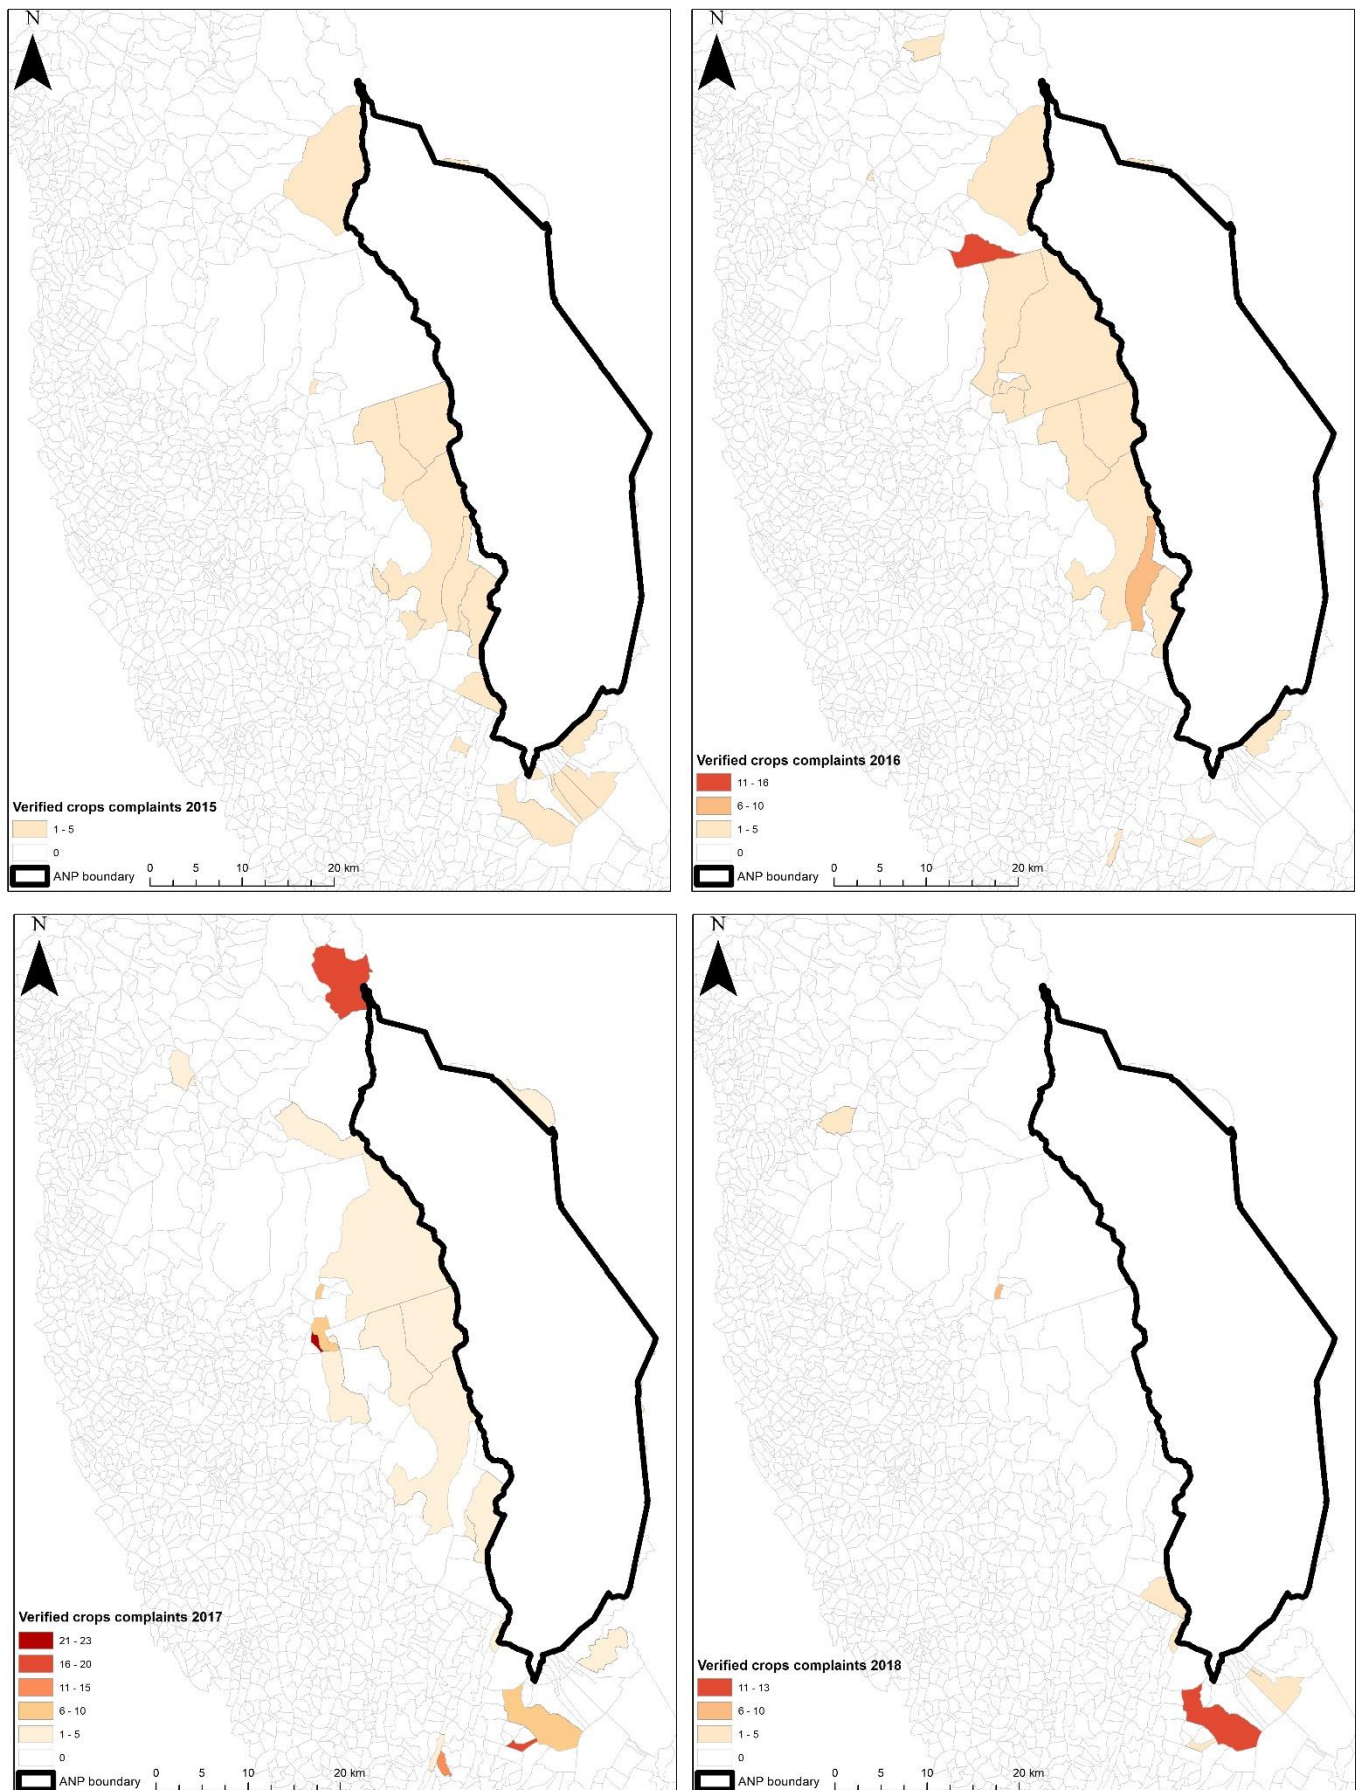 N
Verified crops complaints 2015
1 - 5
0
ANP boundary
0 5 10 20 km
N
Verified crops complaints 2016
11 - 16
6 - 10
1 - 5
0
ANP boundary
0 5 10 20 km
N
Verified crops complaints 2017
21 - 23
16 - 20
11 - 15
6 - 10
1 - 5
0
ANP boundary
0 5 10 20 km
N
Verified crops complaints 2018
11 - 13
6 - 10
1 - 5
0
ANP boundary
0 5 10 20 km